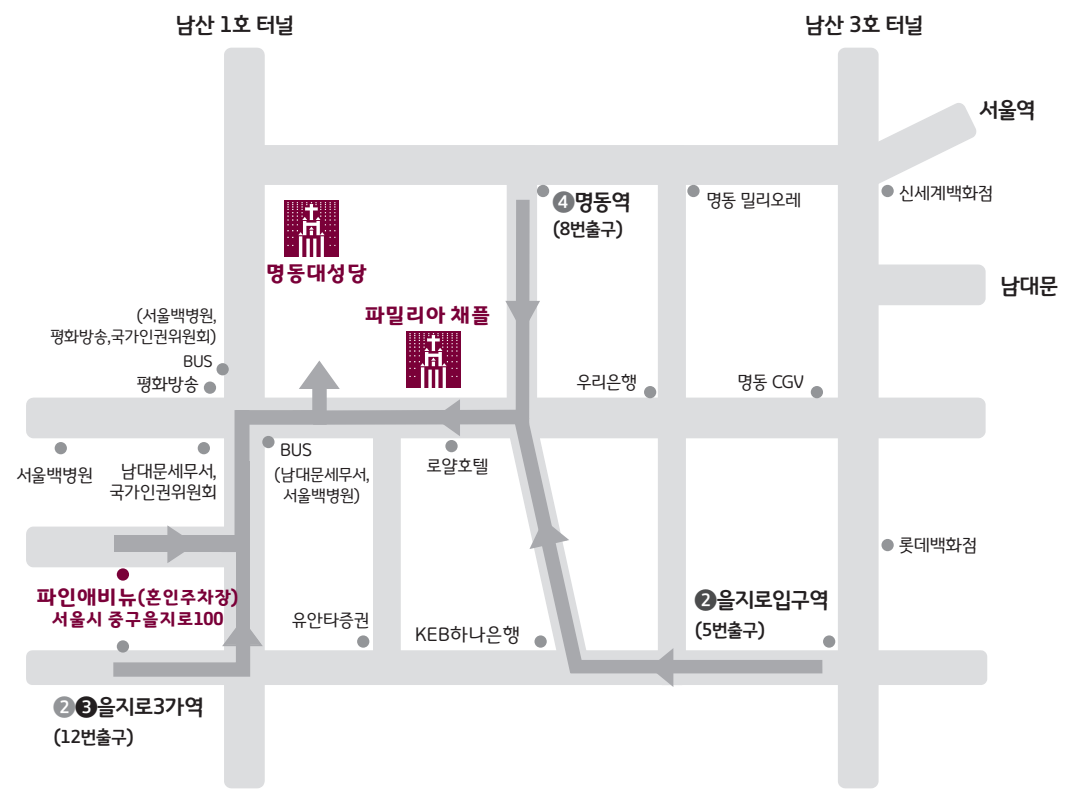 남산 1호 터널
남산 3호 터널
서울역
④명동역
(8번출구)
명동 밀리오레
신세계백화점
명동대성당
남대문
파밀리아 채플
(서울백병원,
평화방송,국가인권위원회)
BUS
평화방송
우리은행
명동 CGV
서울백병원
남대문세무서,
국가인권위원회
BUS
(남대문세무서,
서울백병원)
로얄호텔
롯데백화점
파인애비뉴(혼인주차장)
서울시 중구을지로100
유안타증권
KEB하나은행
②을지로입구역
(5번출구)
②③을지로3가역
(12번출구)